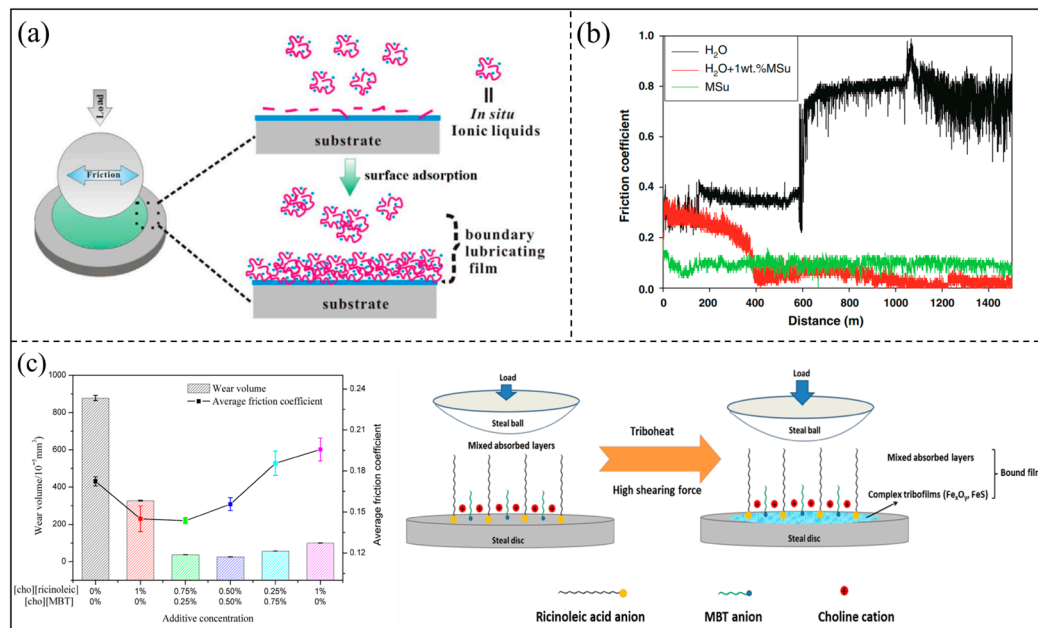 (a)
Load
Friction
substrate
surface adsorption
substrate
In situ
Ionic liquids
boundary
lubricating
film
(b)
Friction coefficient
1.0
0.8
0.6
0.4
0.2
0.0
H2O
H2O+1wt.%MSu
MSu
0 200 400 600 800 1000 1200 1400
Distance (m)
(c)
Wear volume/10⁻⁵ mm³
1000
800
600
400
200
0
Wear volume
Average friction coefficient
0.24
0.21
0.18
0.15
0.12
Average friction coefficient
[cho][ricinoleic] 0% 1% 0.75% 0.50% 0.25% 1%
[cho][MBT] 0% 0% 0.25% 0.50% 0.75% 0%
Additive concentration
Load
Steal ball
Mixed absorbed layers
Steal disc
Triboheat
High shearing force
Load
Steal ball
Mixed absorbed layers
Complex tribofilms (FexOy, FeS)
Bound film
Steal disc
Ricinoleic acid anion
MBT anion
Choline cation